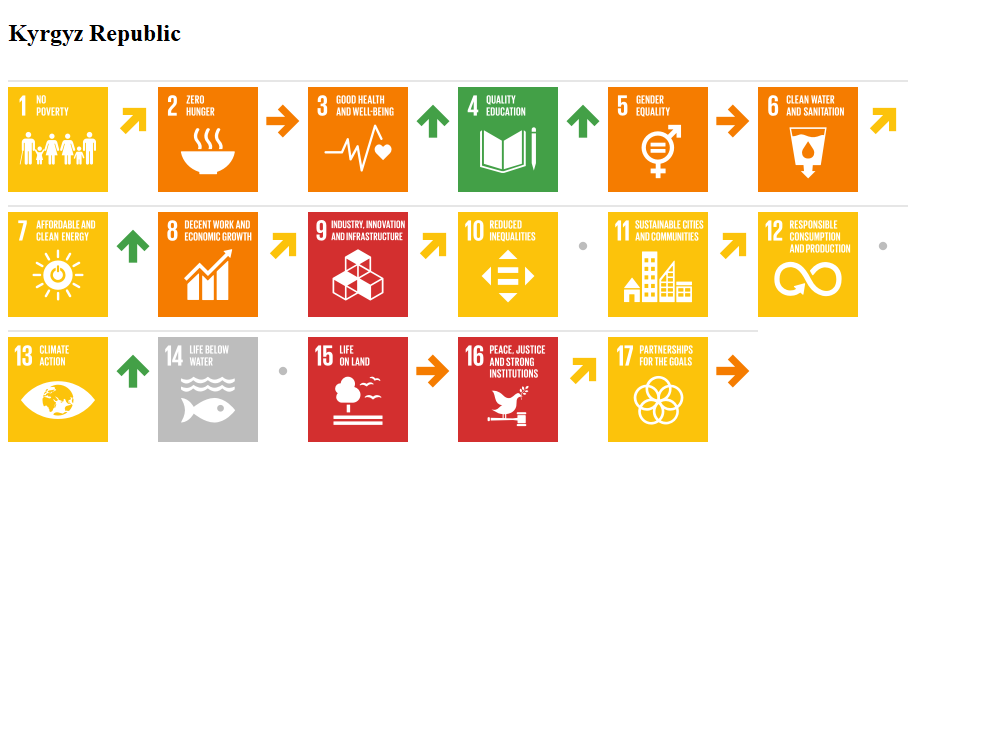 Kyrgyz Republic
1 NO
POVERTY
2 ZERO
HUNGER
3 GOOD HEALTH
AND WELL-BEING
4 QUALITY
EDUCATION
5 GENDER
EQUALITY
6 CLEAN WATER
AND SANITATION
7 AFFORDABLE AND
CLEAN ENERGY
8 DECENT WORK AND
ECONOMIC GROWTH
9 INDUSTRY, INNOVATION
AND INFRASTRUCTURE
10 REDUCED
INEQUALITIES
11 SUSTAINABLE CITIES
AND COMMUNITIES
12 RESPONSIBLE
CONSUMPTION
AND PRODUCTION
13 CLIMATE
ACTION
14 LIFE BELOW
WATER
15 LIFE
ON LAND
16 PEACE, JUSTICE
AND STRONG
INSTITUTIONS
17 PARTNERSHIPS
FOR THE GOALS